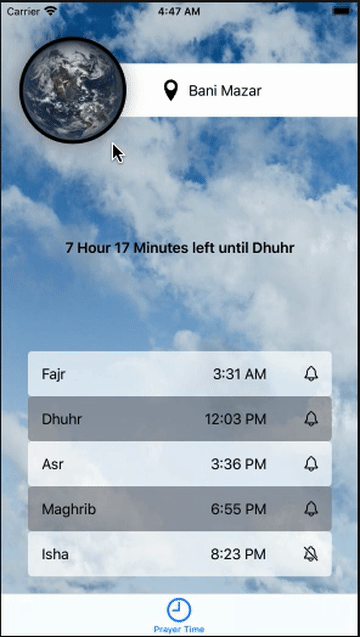 Carrier 4:47 AM
Bani Mazar
7 Hour 17 Minutes left until Dhuhr
Fajr 3:31 AM
Dhuhr 12:03 PM
Asr 3:36 PM
Maghrib 6:55 PM
Isha 8:23 PM
Prayer Time